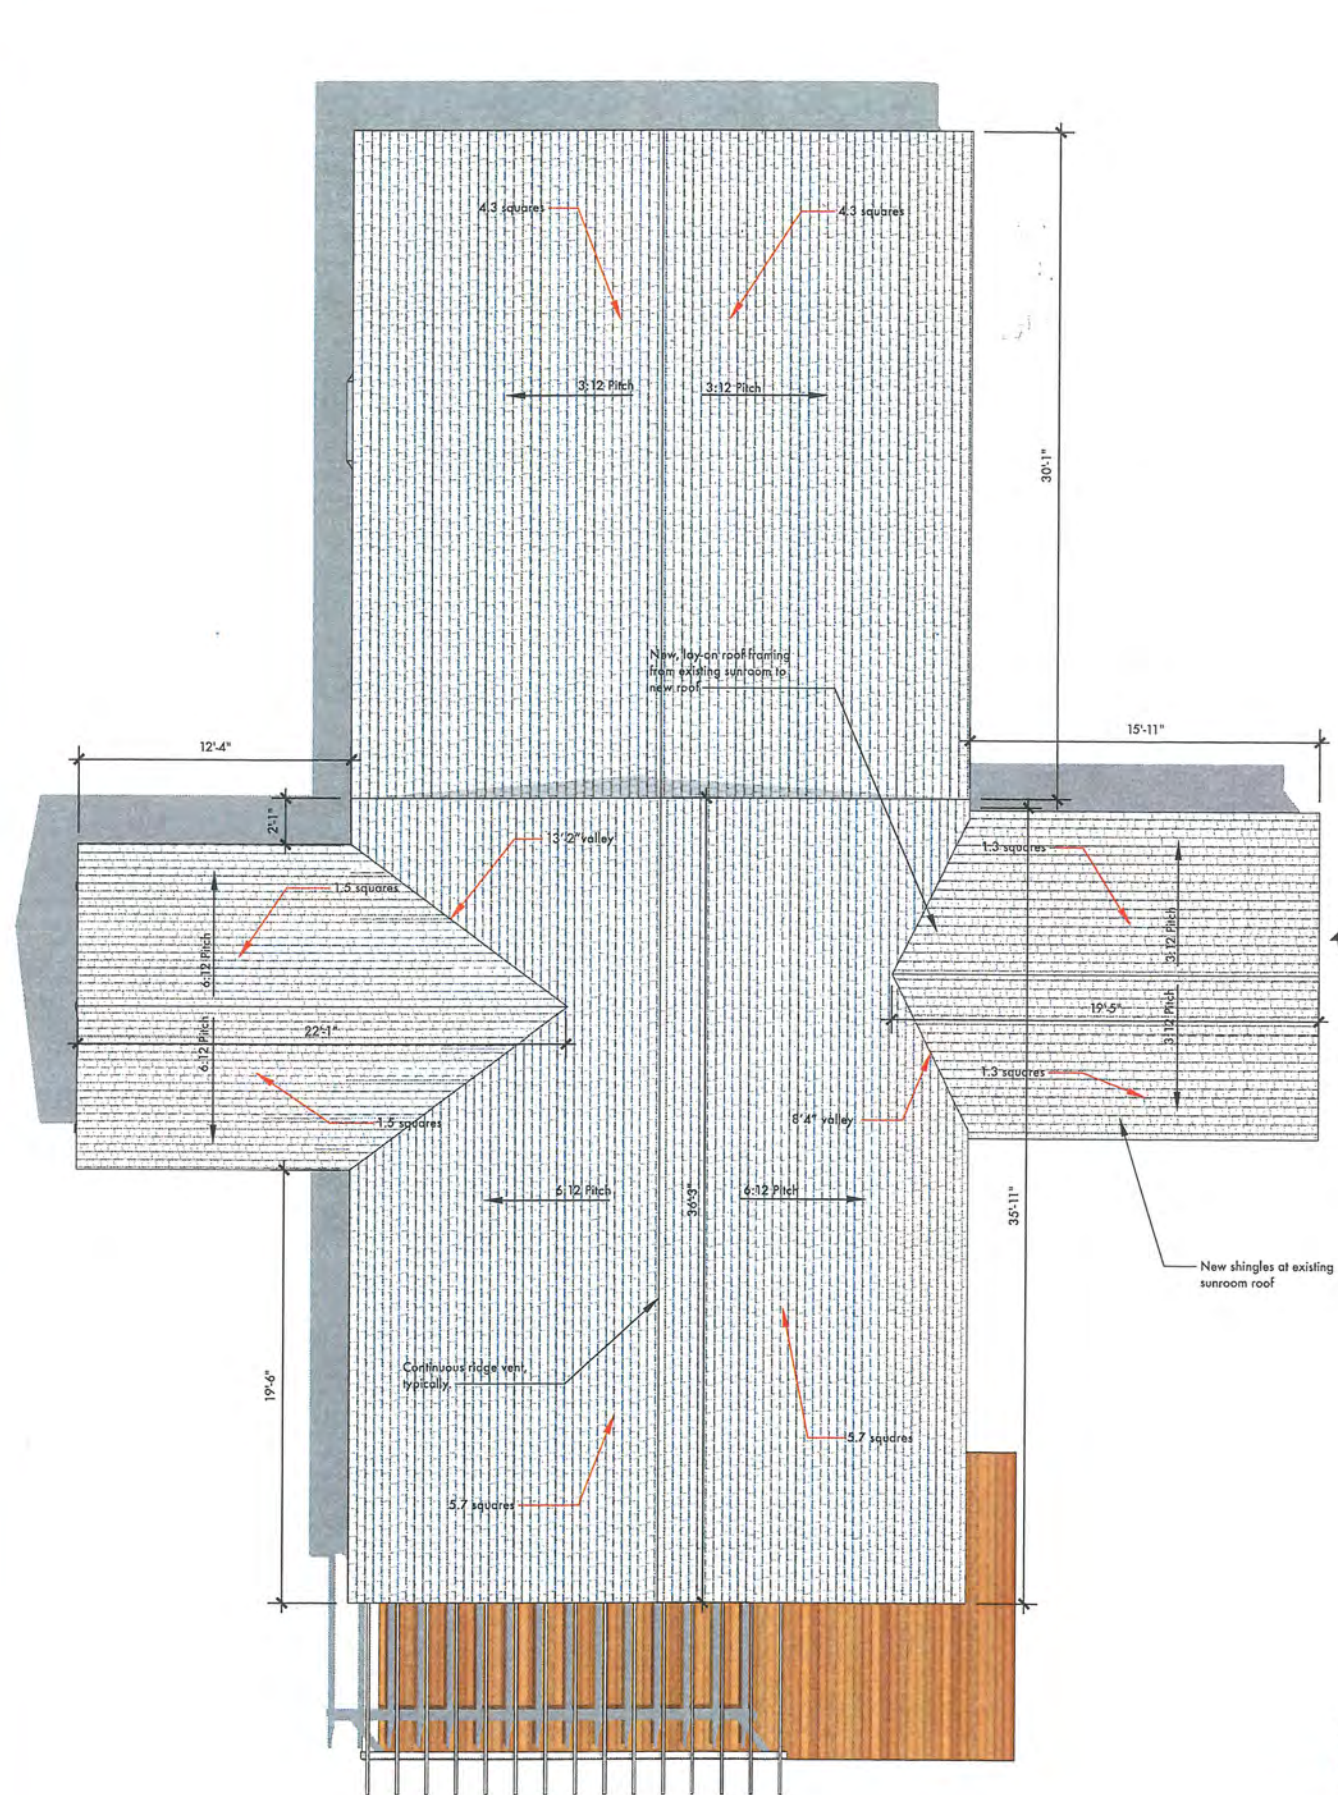 4.3 squares
4.3 squares
3:12 Pitch
3:12 Pitch
30'-1"
New, lay-on roof framing
from existing sunroom to
new roof
12'-4"
15'-11"
2'-1"
13'-2" valley
1.3 squares
1.5 squares
6:12 Pitch
3:12 Pitch
19'-5"
22'-1"
6:12 Pitch
3:12 Pitch
1.3 squares
1.5 squares
8'4" valley
6:12 Pitch
6:12 Pitch
36'-3"
35'-11"
New shingles at existing
sunroom roof
Continuous ridge vent,
typically.
19'-6"
5.7 squares
5.7 squares